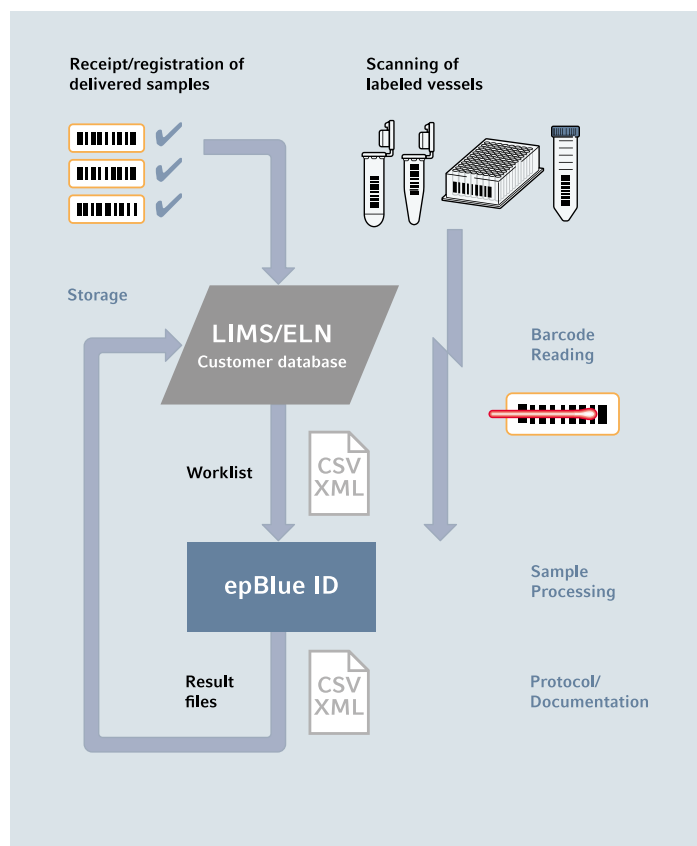 Receipt/registration of
delivered samples
Scanning of
labeled vessels
Storage
LIMS/ELN
Customer database
Barcode
Reading
Worklist
CSV
XML
epBlue ID
Sample
Processing
Result
files
CSV
XML
Protocol/
Documentation